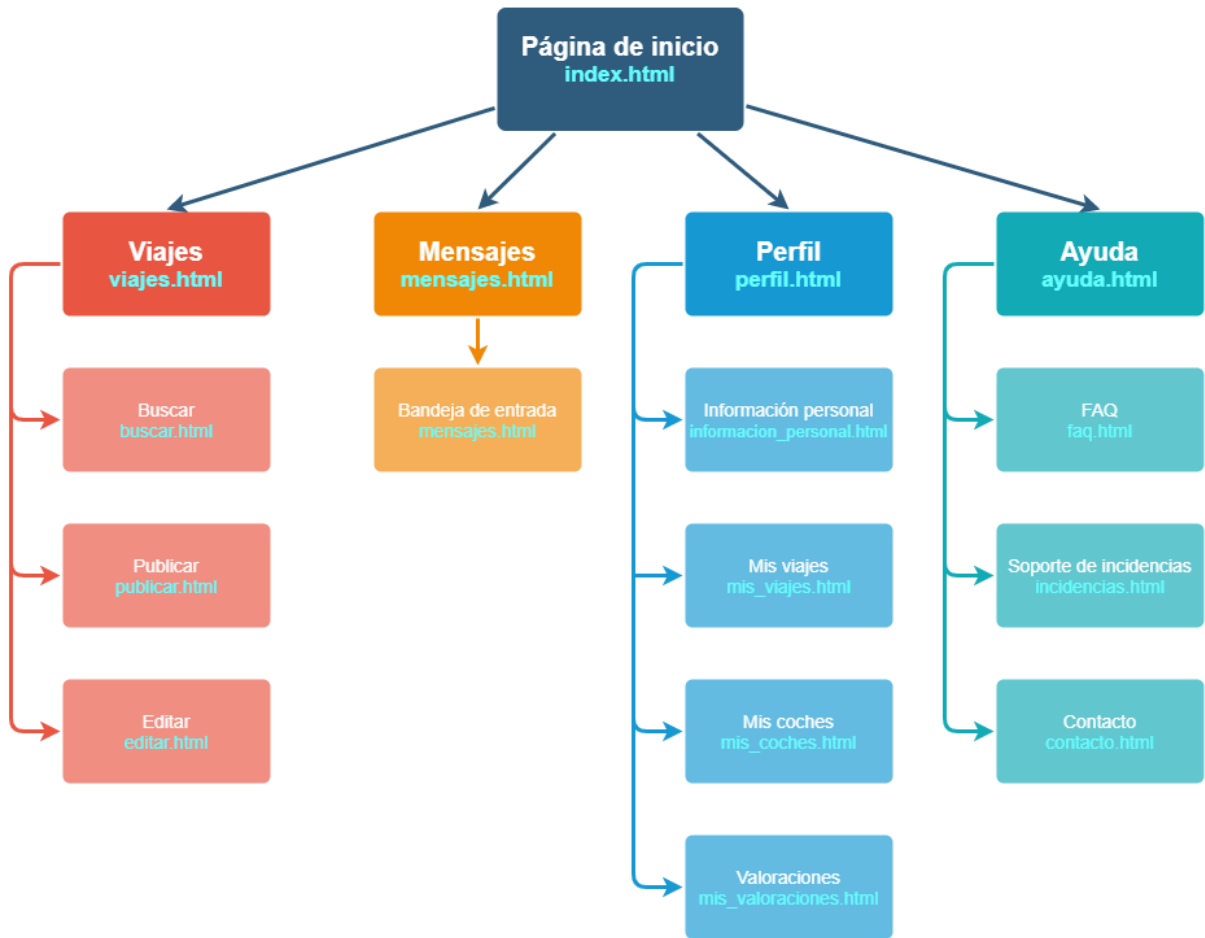 Página de inicio
index.html
Viajes
viajes.html
Mensajes
mensajes.html
Perfil
perfil.html
Ayuda
ayuda.html
Buscar
buscar.html
Bandeja de entrada
mensajes.html
Información personal
informacion_personal.html
FAQ
faq.html
Publicar
publicar.html
Mis viajes
mis_viajes.html
Soporte de incidencias
incidencias.html
Editar
editar.html
Mis coches
mis_coches.html
Contacto
contacto.html
Valoraciones
mis_valoraciones.html